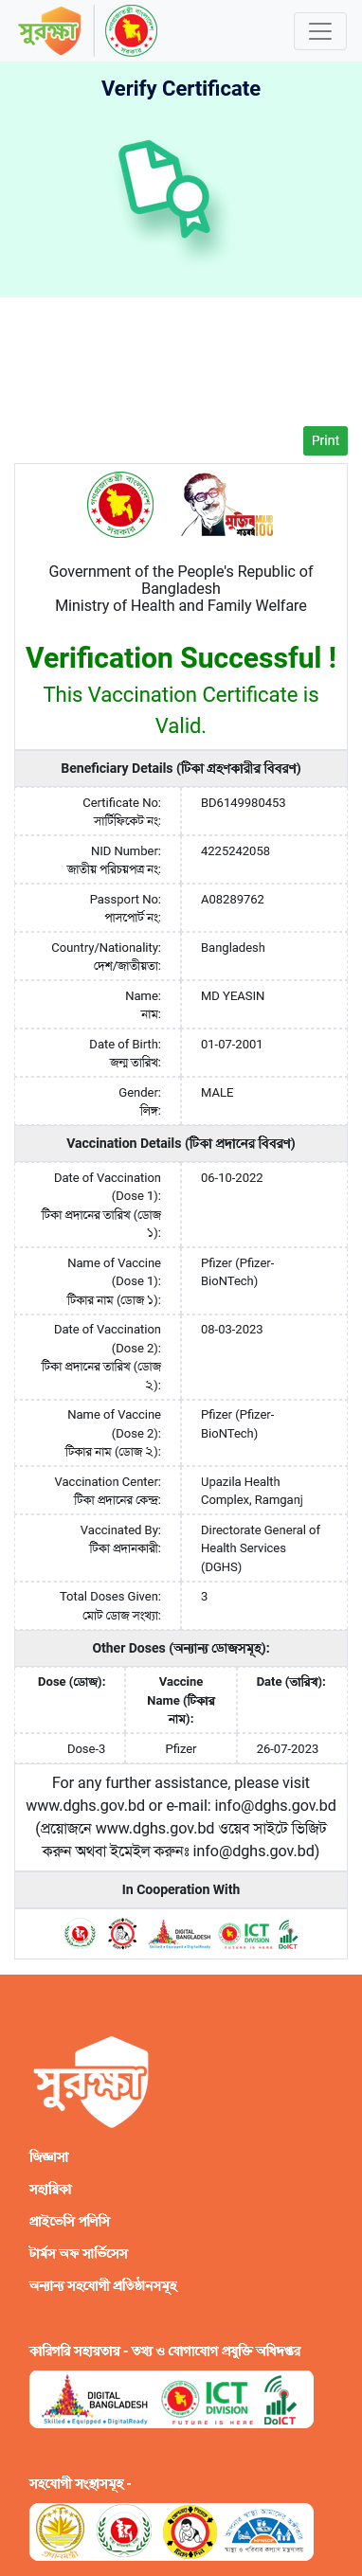 সুরক্ষা
Verify Certificate
Print
Government of the People's Republic of
Bangladesh
Ministry of Health and Family Welfare
Verification Successful !
This Vaccination Certificate is
Valid.
Beneficiary Details (টিকা গ্রহণকারীর বিবরণ)
Certificate No:
সার্টিফিকেট নং:
BD6149980453
NID Number:
জাতীয় পরিচয়পত্র নং:
4225242058
Passport No:
পাসপোর্ট নং:
A08289762
Country/Nationality:
দেশ/জাতীয়তা:
Bangladesh
Name:
নাম:
MD YEASIN
Date of Birth:
জন্ম তারিখ:
01-07-2001
Gender:
লিঙ্গ:
MALE
Vaccination Details (টিকা প্রদানের বিবরণ)
Date of Vaccination
(Dose 1):
টিকা প্রদানের তারিখ (ডোজ
১):
06-10-2022
Name of Vaccine
(Dose 1):
টিকার নাম (ডোজ ১):
Pfizer (Pfizer-
BioNTech)
Date of Vaccination
(Dose 2):
টিকা প্রদানের তারিখ (ডোজ
২):
08-03-2023
Name of Vaccine
(Dose 2):
টিকার নাম (ডোজ ২):
Pfizer (Pfizer-
BioNTech)
Vaccination Center:
টিকা প্রদানের কেন্দ্র:
Upazila Health
Complex, Ramganj
Vaccinated By:
টিকা প্রদানকারী:
Directorate General of
Health Services
(DGHS)
Total Doses Given:
মোট ডোজ সংখ্যা:
3
Other Doses (অন্যান্য ডোজসমূহ):
Dose (ডোজ):
Vaccine
Name (টিকার
নাম):
Date (তারিখ):
Dose-3
Pfizer
26-07-2023
For any further assistance, please visit
www.dghs.gov.bd or e-mail: info@dghs.gov.bd
(প্রয়োজনে www.dghs.gov.bd ওয়েব সাইটে ভিজিট
করুন অথবা ইমেইল করুনঃ info@dghs.gov.bd)
In Cooperation With
DIGITAL
BANGLADESH
ICT
DIVISION
DoICT
সুরক্ষা
জিজ্ঞাসা
সহায়িকা
প্রাইভেসি পলিসি
টার্মস অফ সার্ভিসেস
অন্যান্য সহযোগী প্রতিষ্ঠানসমূহ
কারিগরি সহায়তায় - তথ্য ও যোগাযোগ প্রযুক্তি অধিদপ্তর
DIGITAL
BANGLADESH
Skilled • Equipped • DigitalReady
ICT
DIVISION
FUTURE IS HERE
DoICT
সহযোগী সংস্থাসমূহ -